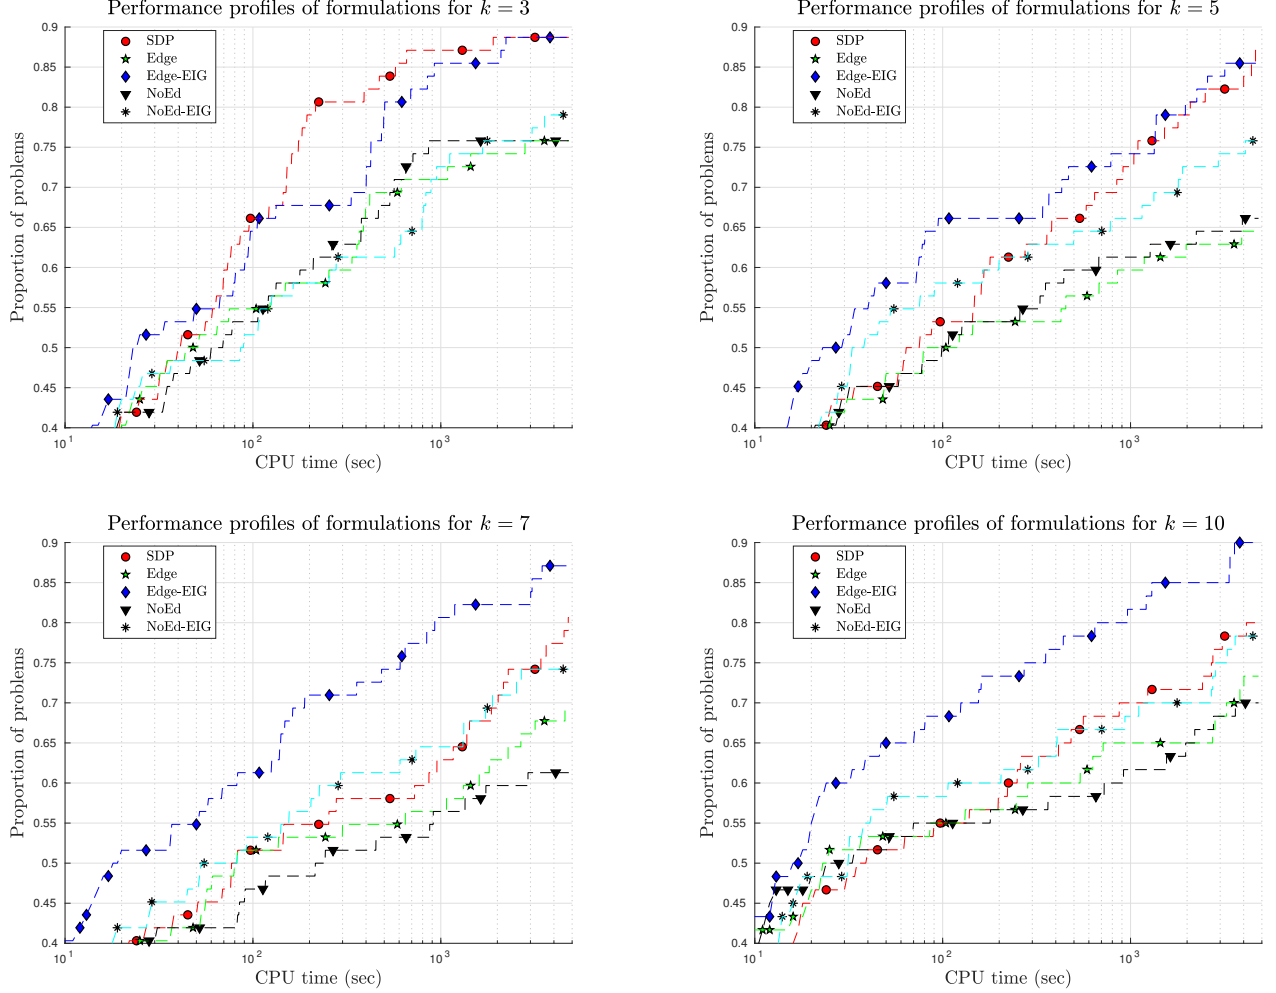 Performance profiles of formulations for k = 3
0.9
0.85
0.8
0.75
0.7
0.65
0.6
0.55
0.5
0.45
0.4
Proportion of problems
SDP
Edge
Edge-EIG
NoEd
NoEd-EIG
10^1
10^2
10^3
CPU time (sec)
Performance profiles of formulations for k = 5
0.9
0.85
0.8
0.75
0.7
0.65
0.6
0.55
0.5
0.45
0.4
Proportion of problems
SDP
Edge
Edge-EIG
NoEd
NoEd-EIG
10^1
10^2
10^3
CPU time (sec)
Performance profiles of formulations for k = 7
0.9
0.85
0.8
0.75
0.7
0.65
0.6
0.55
0.5
0.45
0.4
Proportion of problems
SDP
Edge
Edge-EIG
NoEd
NoEd-EIG
10^1
10^2
10^3
CPU time (sec)
Performance profiles of formulations for k = 10
0.9
0.85
0.8
0.75
0.7
0.65
0.6
0.55
0.5
0.45
0.4
Proportion of problems
SDP
Edge
Edge-EIG
NoEd
NoEd-EIG
10^1
10^2
10^3
CPU time (sec)